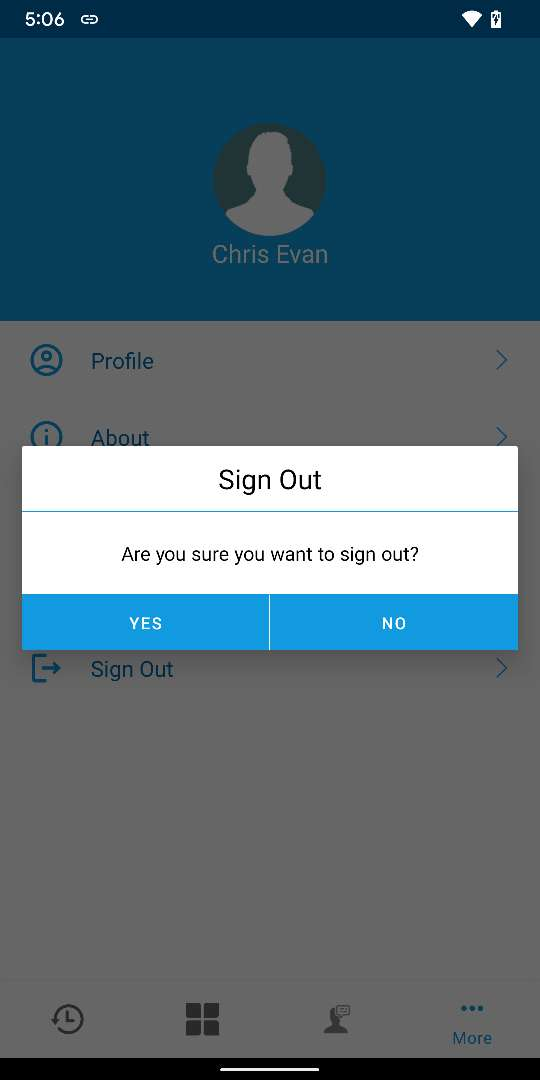 5:06
Chris Evan
Profile
About
Sign Out
Are you sure you want to sign out?
YES
NO
Sign Out
More